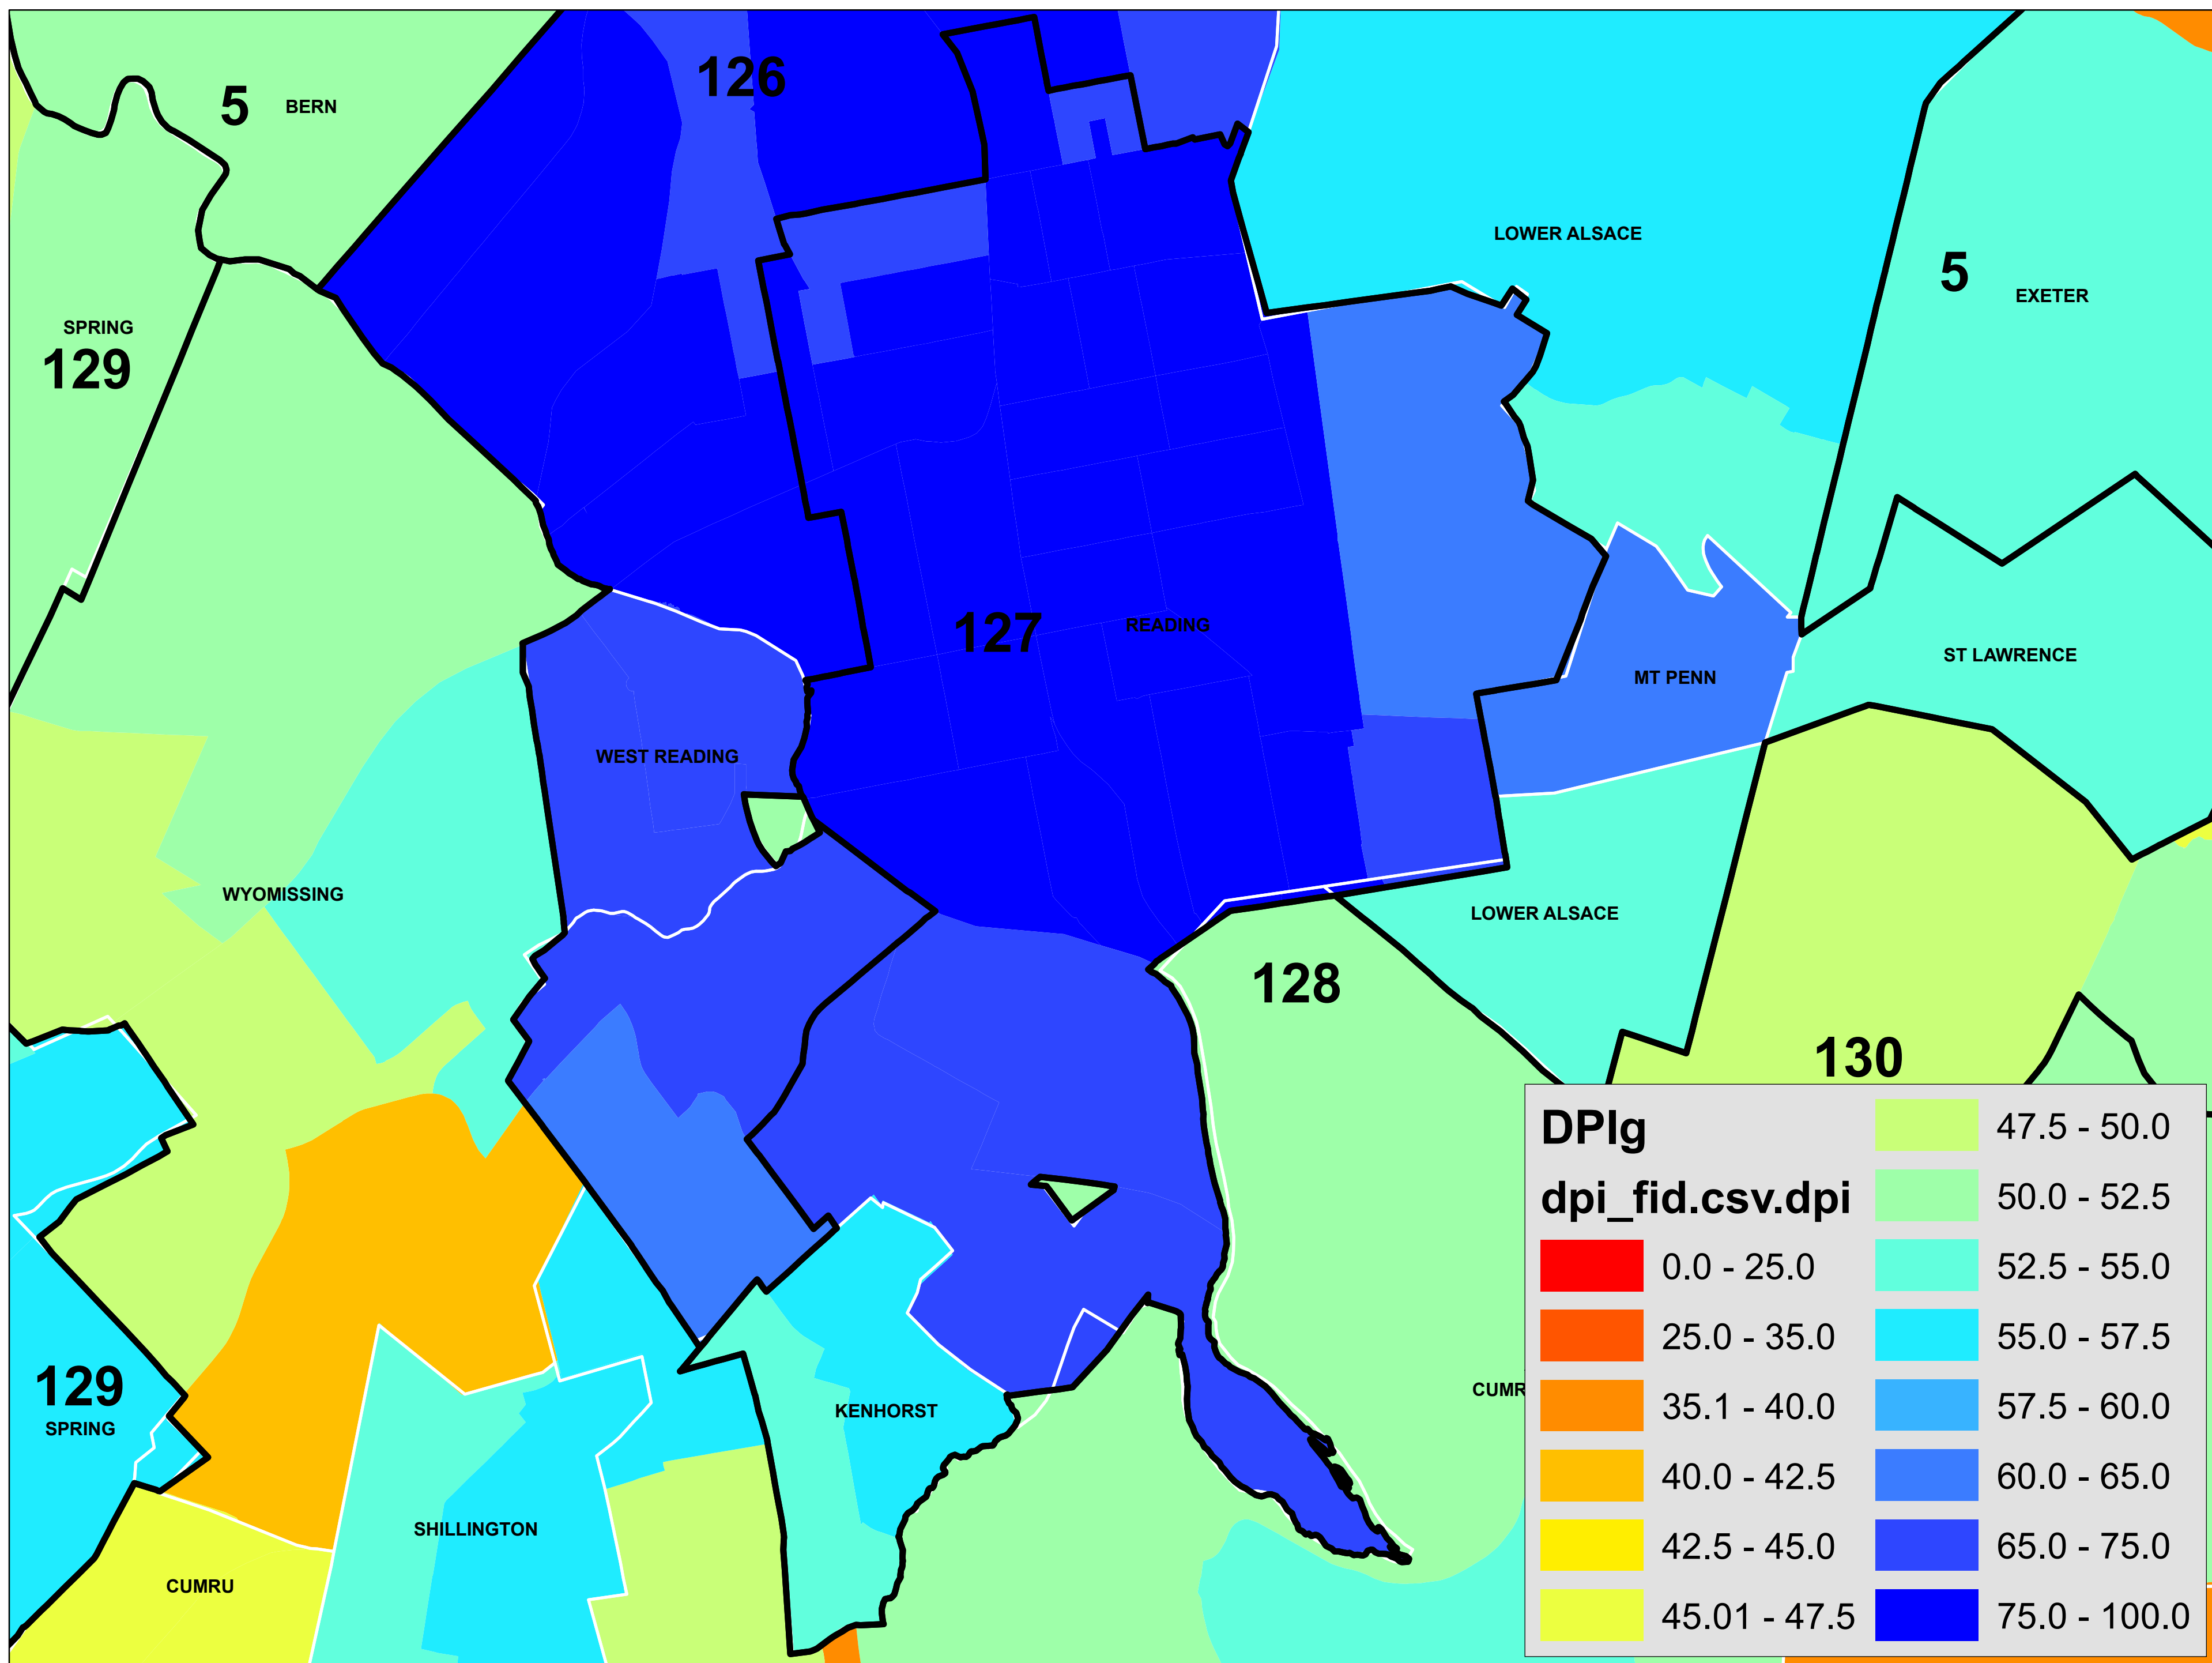 126
5 BERN
LOWER ALSACE
5 EXETER
SPRING
129
127
READING
ST LAWRENCE
MT PENN
WEST READING
WYOMISSING
LOWER ALSACE
128
130
129
SPRING
KENHORST
CUMR
SHILLINGTON
CUMRU
DPIg
dpi_fid.csv.dpi
0.0 - 25.0
25.0 - 35.0
35.1 - 40.0
40.0 - 42.5
42.5 - 45.0
45.01 - 47.5
47.5 - 50.0
50.0 - 52.5
52.5 - 55.0
55.0 - 57.5
57.5 - 60.0
60.0 - 65.0
65.0 - 75.0
75.0 - 100.0